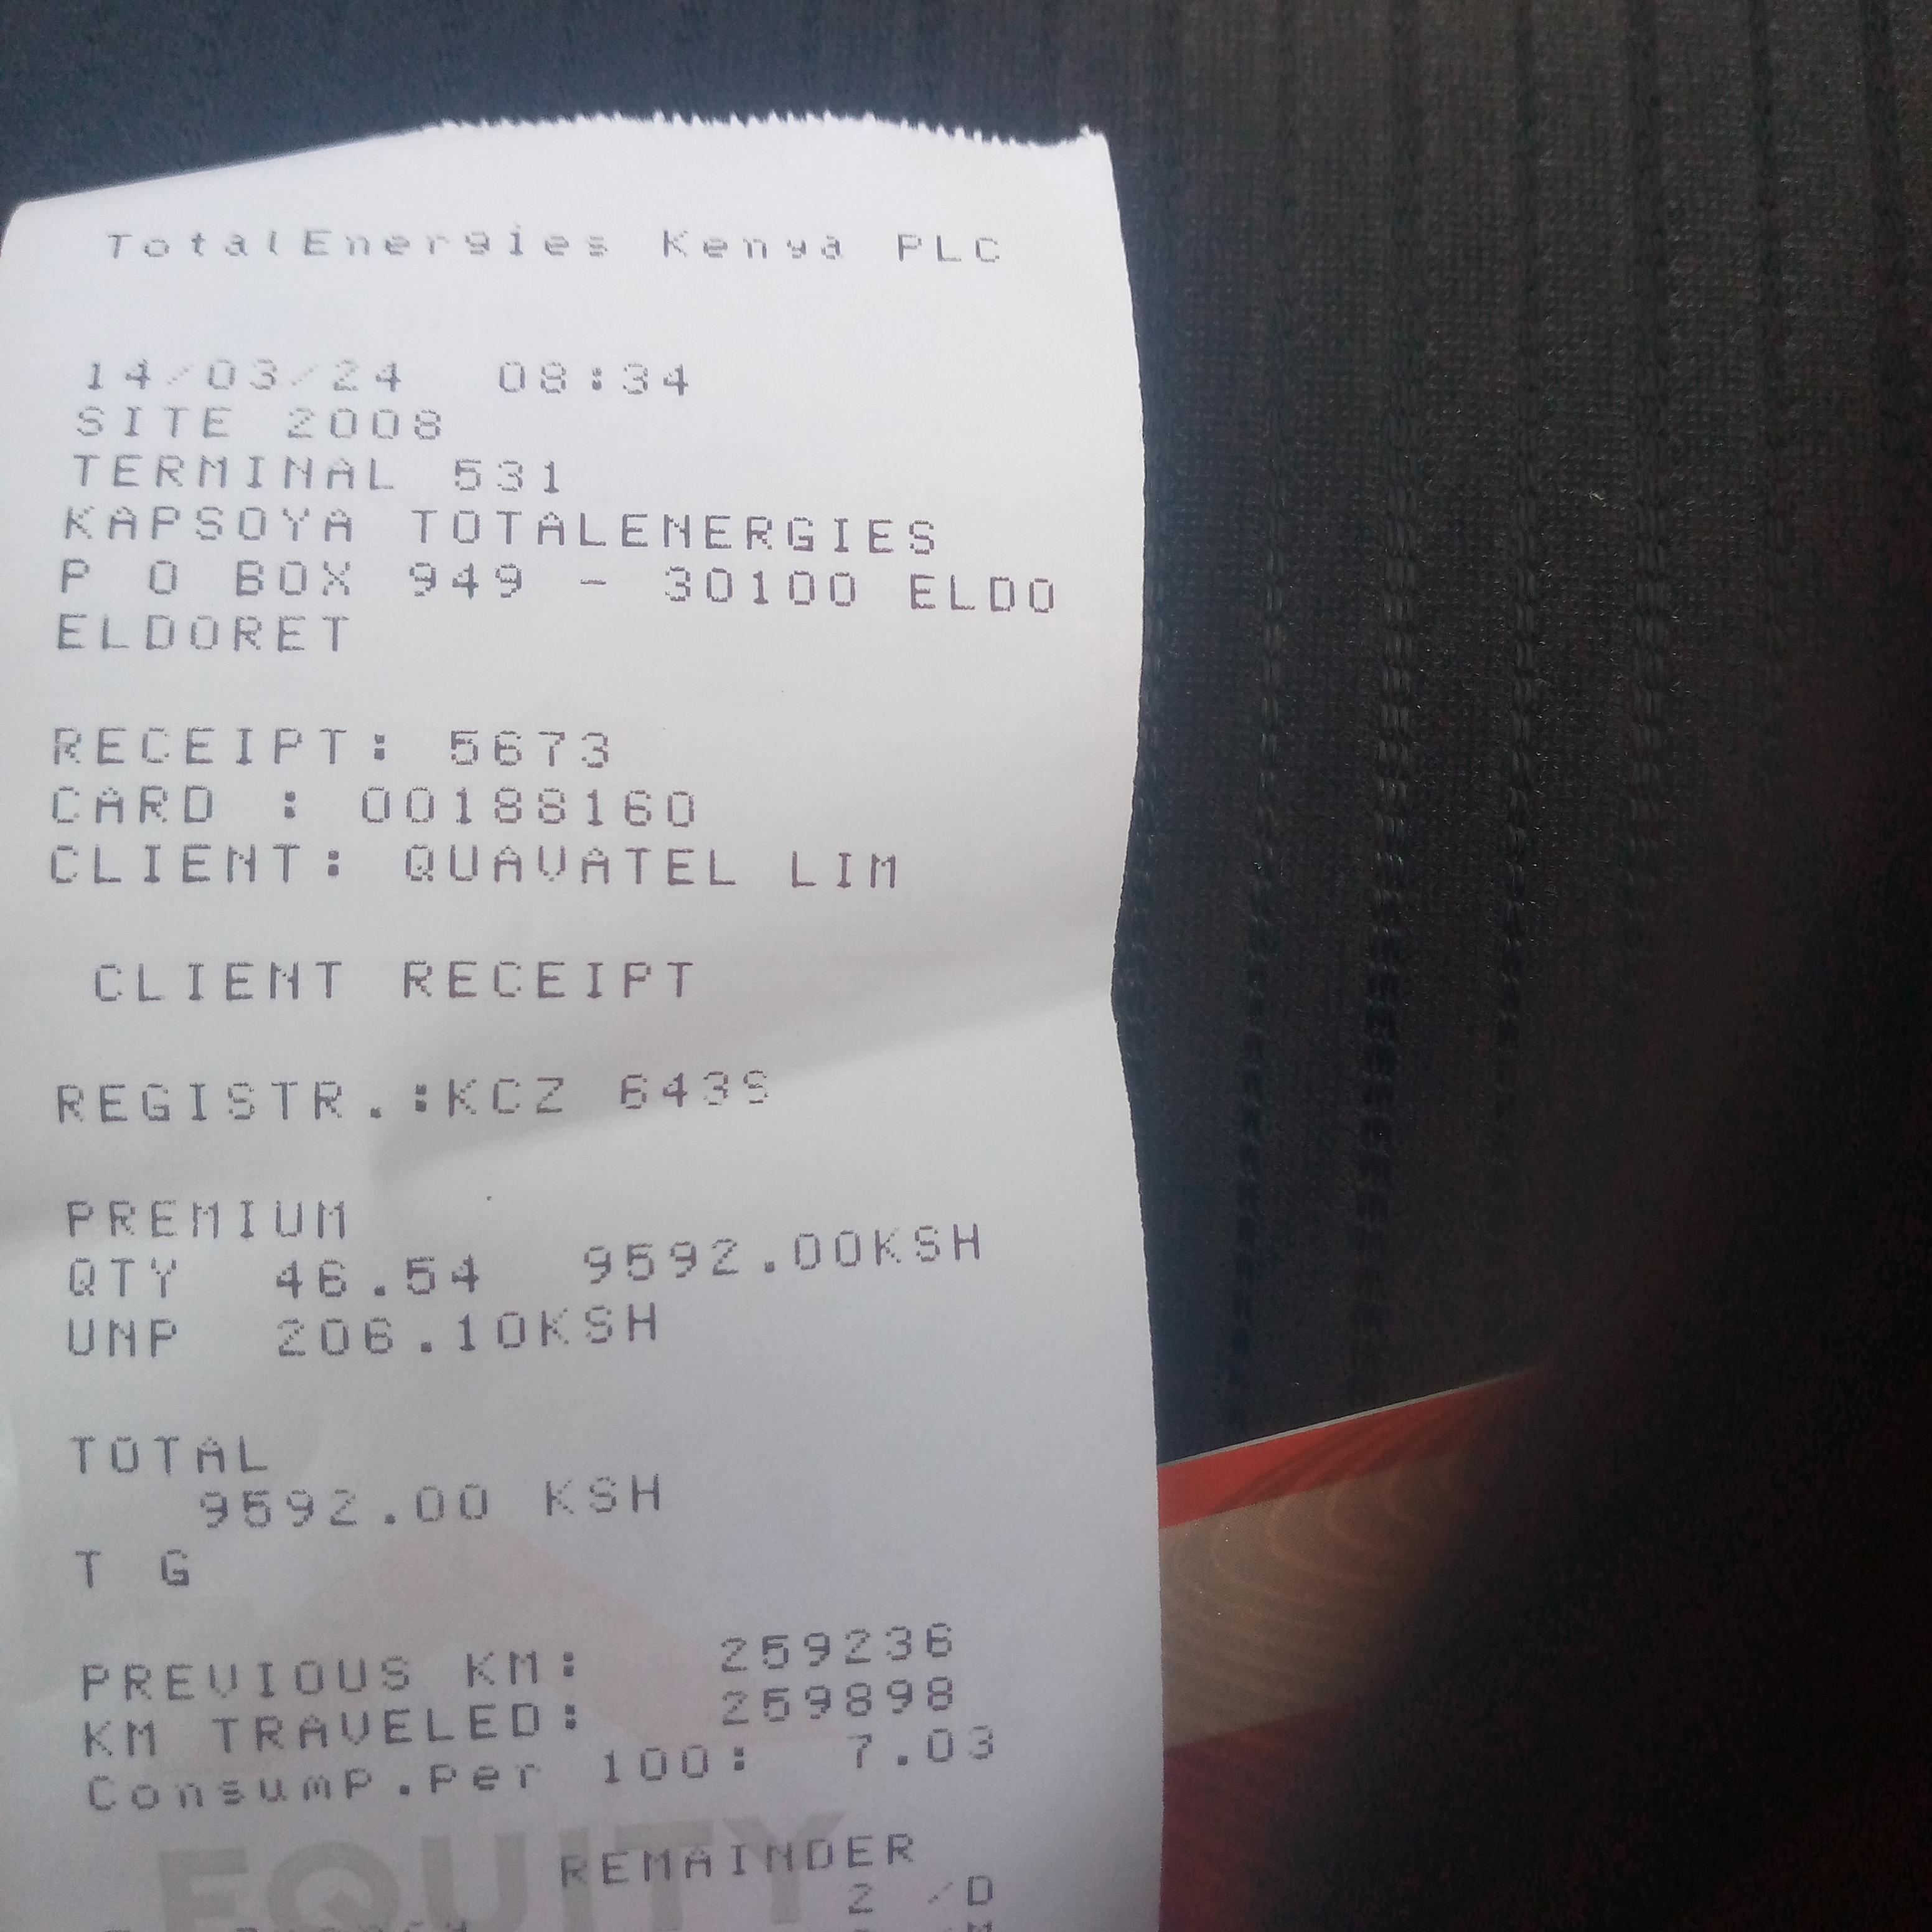 TotalEnergies Kenya PLC
14/03/24 08:34
SITE 2008
TERMINAL 531
KAPSOYA TOTALENERGIES
P O BOX 949 - 30100 ELDO
ELDORET
RECEIPT: 5673
CARD : 00188160
CLIENT: QUAVATEL LIM
CLIENT RECEIPT
REGISTR.:KCZ 643S
PREMIUM
QTY 46.54 9592.00KSH
UNP 206.10KSH
TOTAL
9592.00 KSH
T G
PREVIOUS KM: 259236
KM TRAVELED: 259898
Consump.Per 100: 7.03
EQUITY
REMAINDER
2 /D